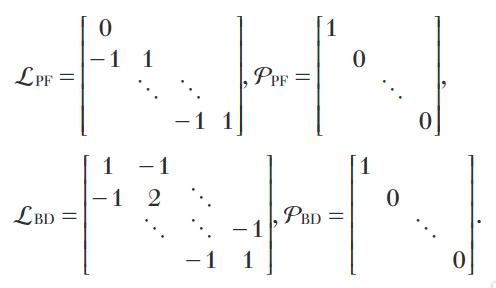 $\mathcal{L}_{\mathrm{PF}} = \begin{bmatrix} 0 & & & \\ -1 & 1 & & \\ & \ddots & \ddots & \\ & & -1 & 1 \end{bmatrix}, \mathcal{P}_{\mathrm{PF}} = \begin{bmatrix} 1 & & & \\ & 0 & & \\ & & \ddots & \\ & & & 0 \end{bmatrix},$
$\mathcal{L}_{\mathrm{BD}} = \begin{bmatrix} 1 & -1 & & \\ -1 & 2 & \ddots & \\ & \ddots & \ddots & -1 \\ & & -1 & 1 \end{bmatrix}, \mathcal{P}_{\mathrm{BD}} = \begin{bmatrix} 1 & & & \\ & 0 & & \\ & & \ddots & \\ & & & 0 \end{bmatrix}.$